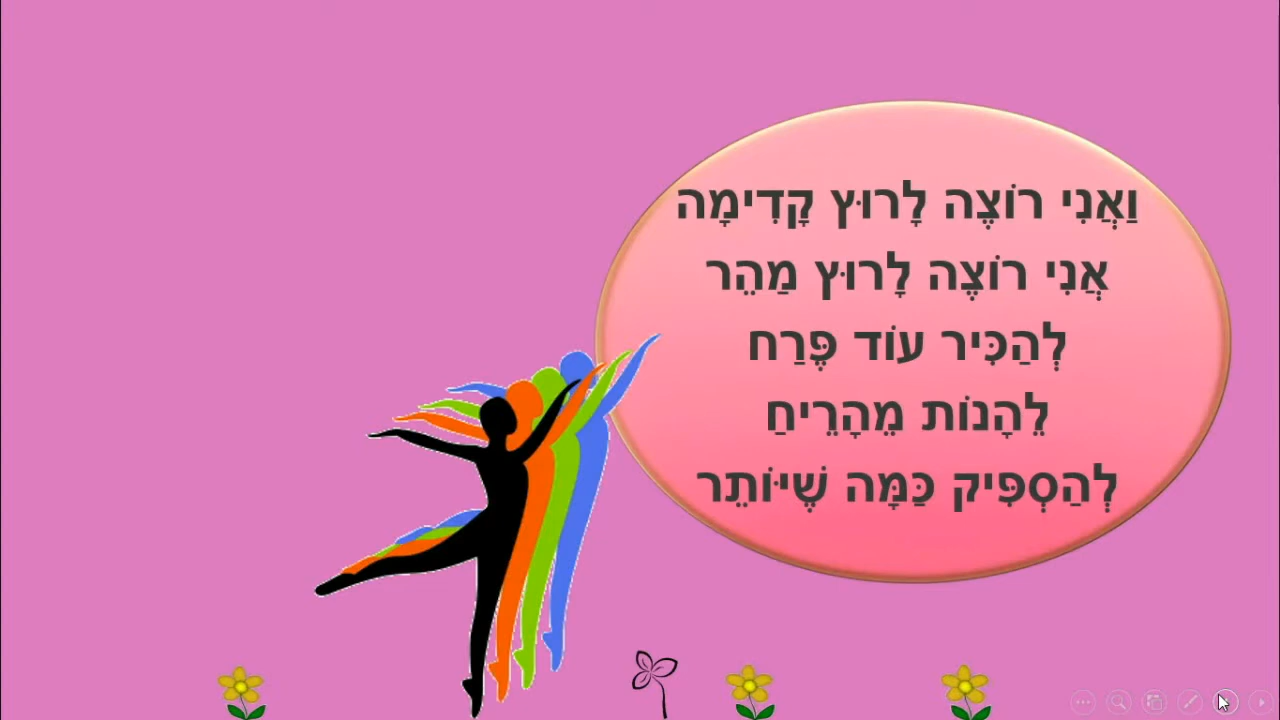 וַאֲנִי רוֹצֶה לָרוּץ קָדִימָה
אֲנִי רוֹצֶה לָרוּץ מַהֵר
לְהַכִּיר עוֹד פֶּרַח
לֵהָנוֹת מֵהָרֵיחַ
לְהַסְפִּיק כַּמָּה שֶׁיּוֹתֵר